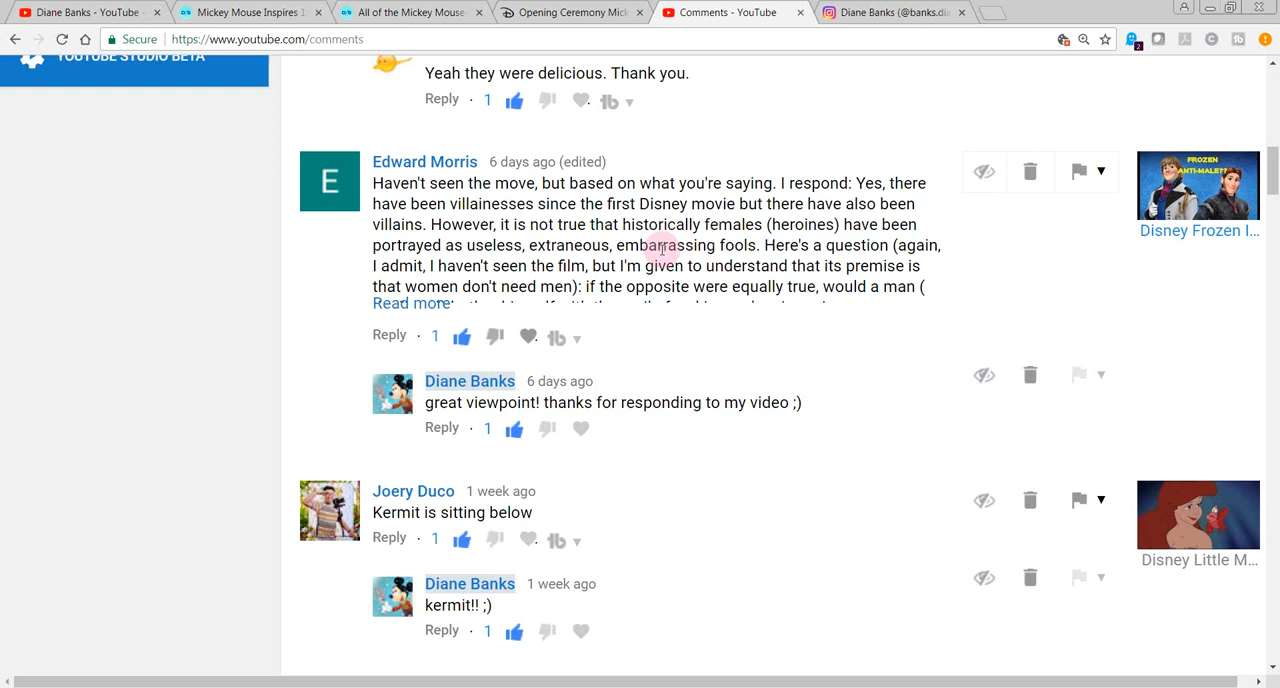 Diane Banks - YouTube -
Mickey Mouse Inspires 1
All of the Mickey Mouse-
Opening Ceremony Mick
Comments - YouTube
Diane Banks (@banks.dia
Secure
https://www.youtube.com/comments
2
YOUTUBE STUDIO BETA
Yeah they were delicious. Thank you.
Reply · 1
E
Edward Morris 6 days ago (edited)
Haven't seen the move, but based on what you're saying. I respond: Yes, there
have been villainesses since the first Disney movie but there have also been
villains. However, it is not true that historically females (heroines) have been
portrayed as useless, extraneous, embarrassing fools. Here's a question (again,
I admit, I haven't seen the film, but I'm given to understand that its premise is
that women don't need men): if the opposite were equally true, would a man (
Read more
Reply · 1
FROZEN
ANTI-MALE??
Disney Frozen I...
Diane Banks 6 days ago
great viewpoint! thanks for responding to my video ;)
Reply · 1
Joery Duco 1 week ago
Kermit is sitting below
Reply · 1
Disney Little M...
Diane Banks 1 week ago
kermit!! ;)
Reply · 1